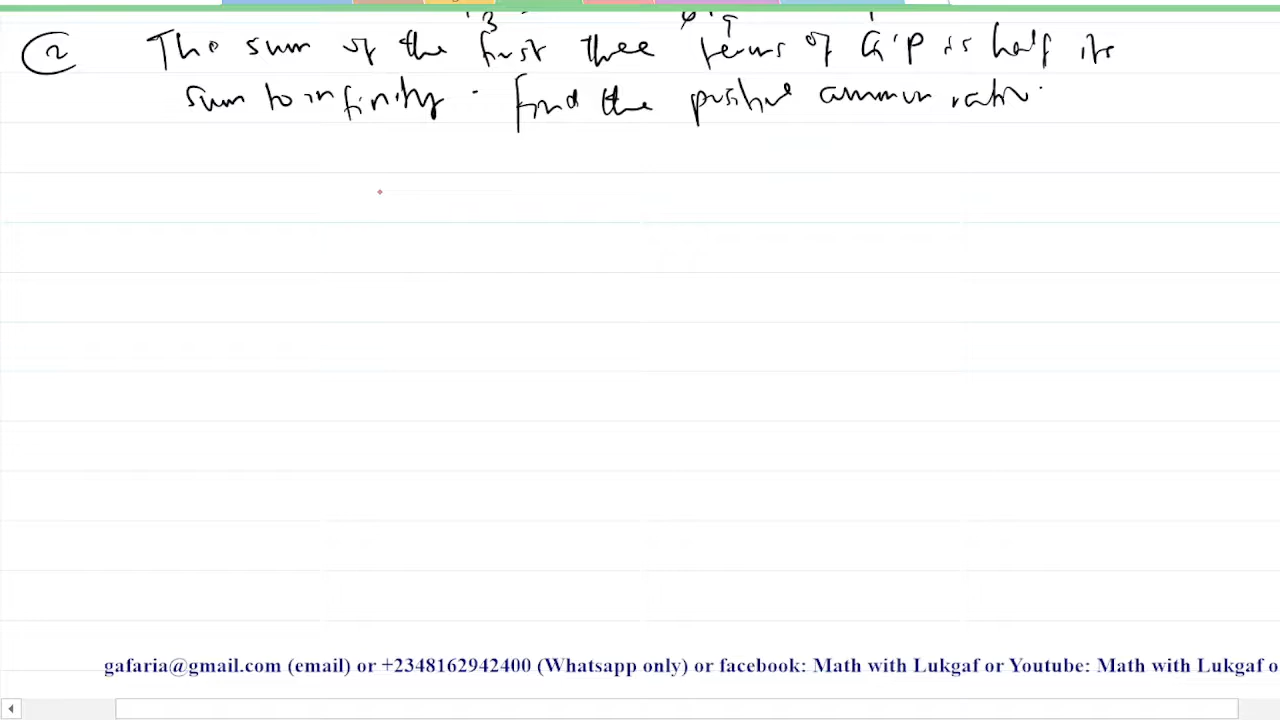 ② The sum of the first three terms of G.P is half its
sum to infinity. find the positive common ratio.
gafaria@gmail.com (email) or +2348162942400 (Whatsapp only) or facebook: Math with Lukgaf or Youtube: Math with Lukgaf o